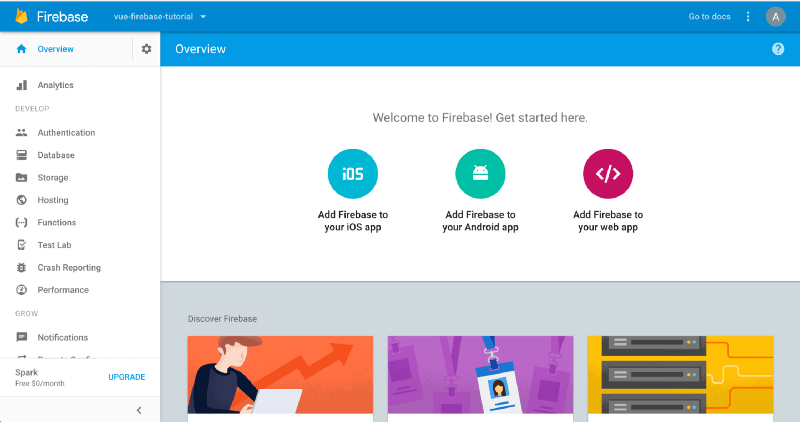 Firebase
vue-firebase-tutorial
Go to docs
A
Overview
Overview
Analytics
DEVELOP
Authentication
Database
Storage
Hosting
Functions
Test Lab
Crash Reporting
Performance
GROW
Notifications
Remote Config
Spark
Free $0/month
UPGRADE
Welcome to Firebase! Get started here.
iOS
Add Firebase to
your iOS app
Add Firebase to
your Android app
</>
Add Firebase to
your web app
Discover Firebase